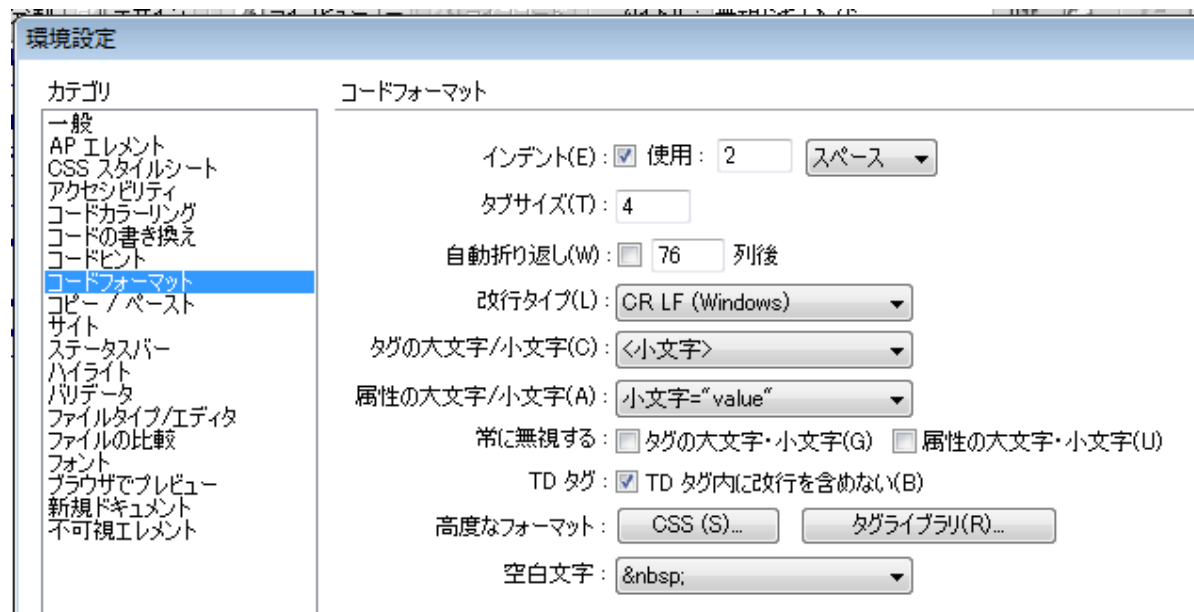 環境設定
カテゴリ
一般
AP エレメント
CSS スタイルシート
アクセシビリティ
コードカラーリング
コードの書き換え
コードヒント
コードフォーマット
コピー / ペースト
サイト
ステータスバー
ハイライト
バリデータ
ファイルタイプ/エディタ
ファイルの比較
フォント
ブラウザでプレビュー
新規ドキュメント
不可視エレメント
コードフォーマット
インデント(E) : 使用 : 2 スペース
タブサイズ(T) : 4
自動折り返し(W) : 76 列後
改行タイプ(L) : CR LF (Windows)
タグの大文字/小文字(C) : <小文字>
属性の大文字/小文字(A) : 小文字="value"
常に無視する : タグの大文字・小文字(G) 属性の大文字・小文字(U)
TD タグ : TD タグ内に改行を含めない(B)
高度なフォーマット : CSS (S)... タグライブラリ(R)...
空白文字 : &nbsp;